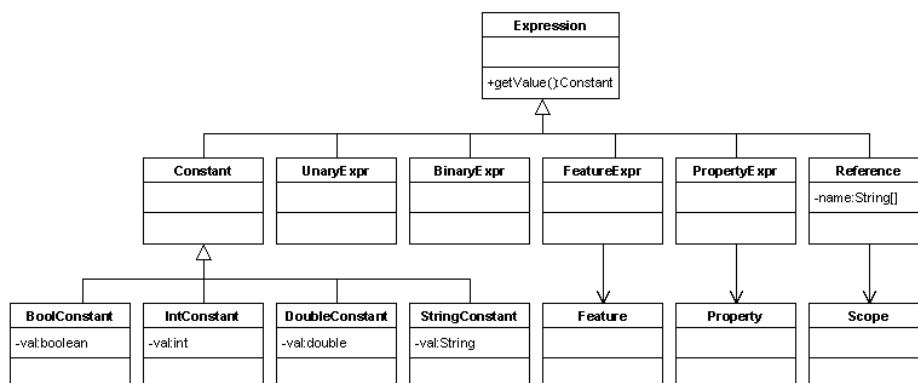 Expression
+getValue():Constant
Constant
UnaryExpr
BinaryExpr
FeatureExpr
PropertyExpr
Reference
-name:String[]
BoolConstant
-val:boolean
IntConstant
-val:int
DoubleConstant
-val:double
StringConstant
-val:String
Feature
Property
Scope